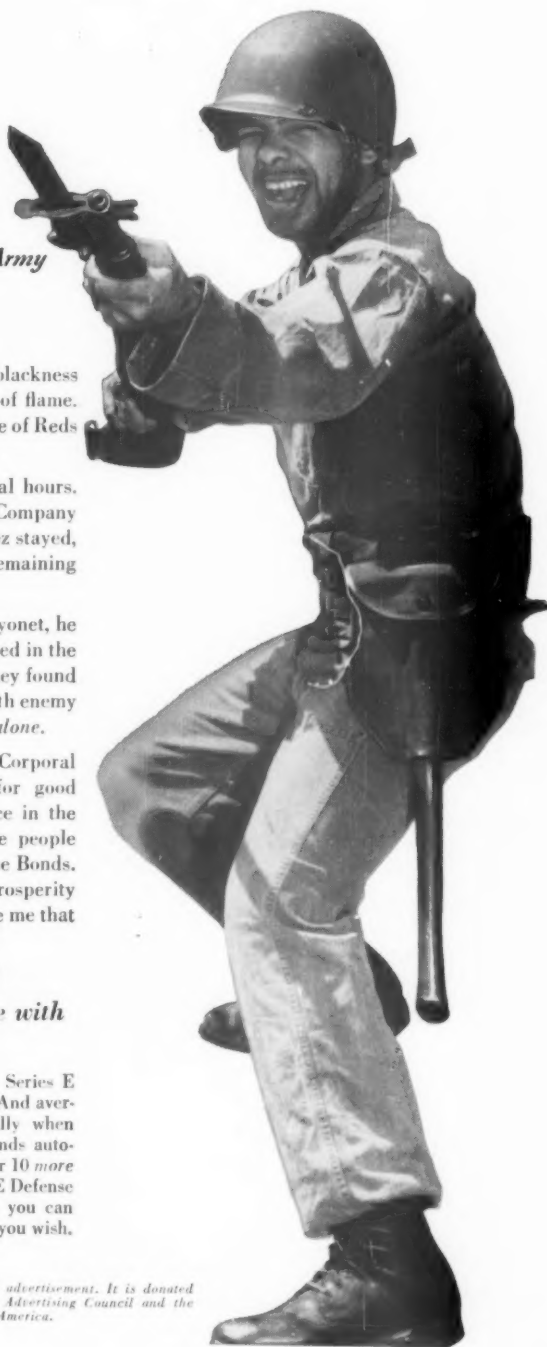 Army
blackness
of flame.
e of Reds
al hours.
Company
ez stayed,
emaining
yonet, he
ed in the
ey found
th enemy
alone.
Corporal
for good
ce in the
e people
e Bonds.
rosperity
e me that
e with
Series E
And aver-
lly when
nds auto-
r 10 more
E Defense
you can
you wish.
advertisement. It is donated
Advertising Council and the
America.